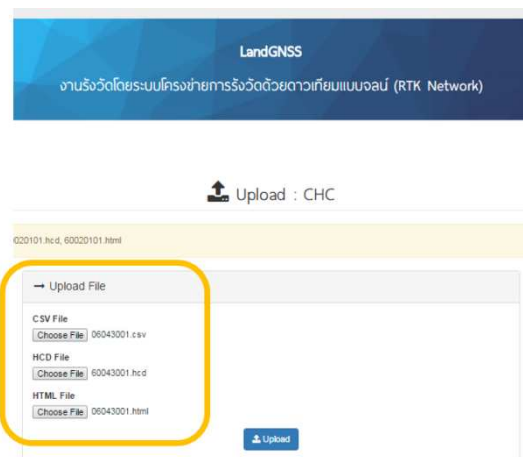 LandGNSS
งานรังวัดโดยระบบโครงข่ายการรังวัดด้วยดาวเทียมแบบจลน์ (RTK Network)
Upload : CHC
020101.hcd, 60020101.html
→ Upload File
CSV File
Choose File 06043001.csv
HCD File
Choose File 60043001.hcd
HTML File
Choose File 06043001.html
Upload